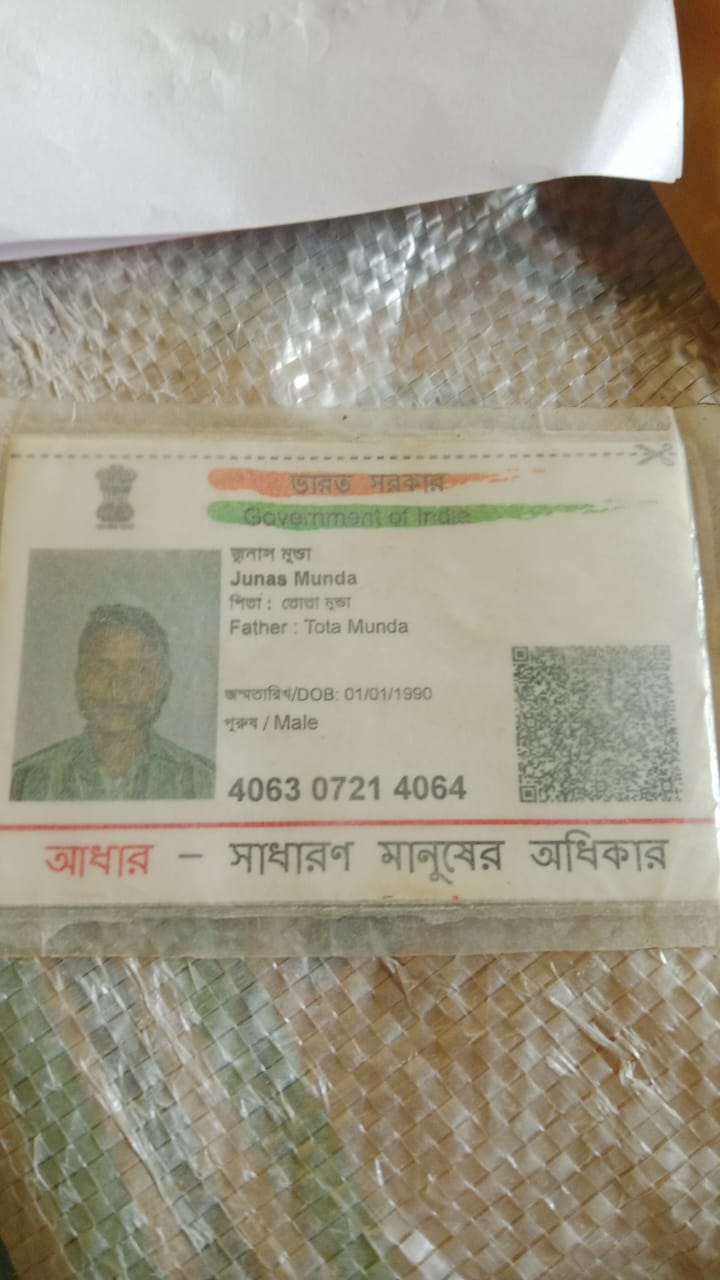 ভারত সরকার
Government of India
জুনাস মুন্ডা
Junas Munda
পিতা : তোতা মুন্ডা
Father : Tota Munda
জন্মতারিখ/DOB: 01/01/1990
পুরুষ / Male
4063 0721 4064
আধার – সাধারণ মানুষের অধিকার